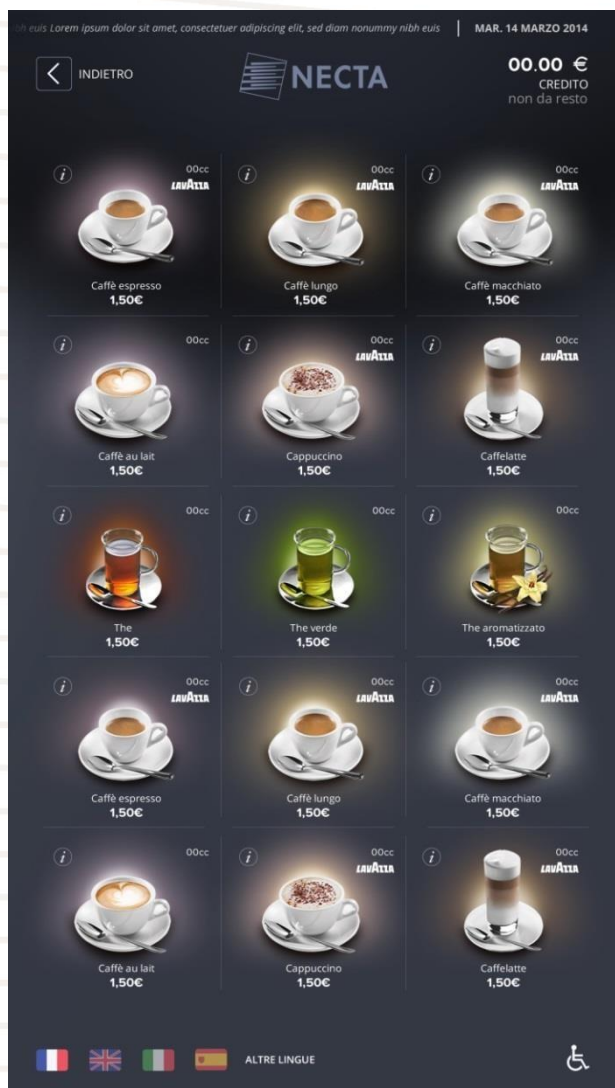 euis Lorem ipsum dolor sit amet, consectetuer adipiscing elit, sed diam nonummy nibh euis
MAR. 14 MARZO 2014
INDIETRO
NECTA
00.00 €
CREDITO
non da resto
i 00cc LAVAZZA
i 00cc LAVAZZA
i 00cc LAVAZZA
Caffè espresso
1,50€
Caffè lungo
1,50€
Caffè macchiato
1,50€
i 00cc
i 00cc LAVAZZA
i 00cc LAVAZZA
Caffè au lait
1,50€
Cappuccino
1,50€
Caffelatte
1,50€
i 00cc
i 00cc
i 00cc
The
1,50€
The verde
1,50€
The aromatizzato
1,50€
i 00cc LAVAZZA
i 00cc LAVAZZA
i 00cc LAVAZZA
Caffè espresso
1,50€
Caffè lungo
1,50€
Caffè macchiato
1,50€
i 00cc
i 00cc LAVAZZA
i 00cc LAVAZZA
Caffè au lait
1,50€
Cappuccino
1,50€
Caffelatte
1,50€
ALTRE LINGUE